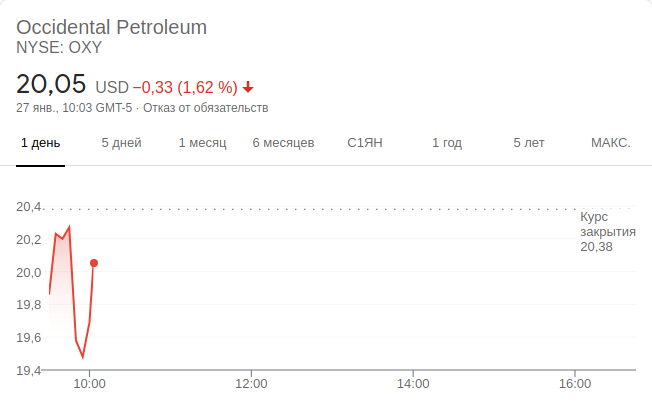 Occidental Petroleum
NYSE: OXY
20,05 USD −0,33 (1,62 %) ↓
27 янв., 10:03 GMT-5 · Отказ от обязательств
1 день 5 дней 1 месяц 6 месяцев С1ЯН 1 год 5 лет МАКС.
20,4
Курс
закрытия
20,38
20,2
20,0
19,8
19,6
19,4
10:00 12:00 14:00 16:00